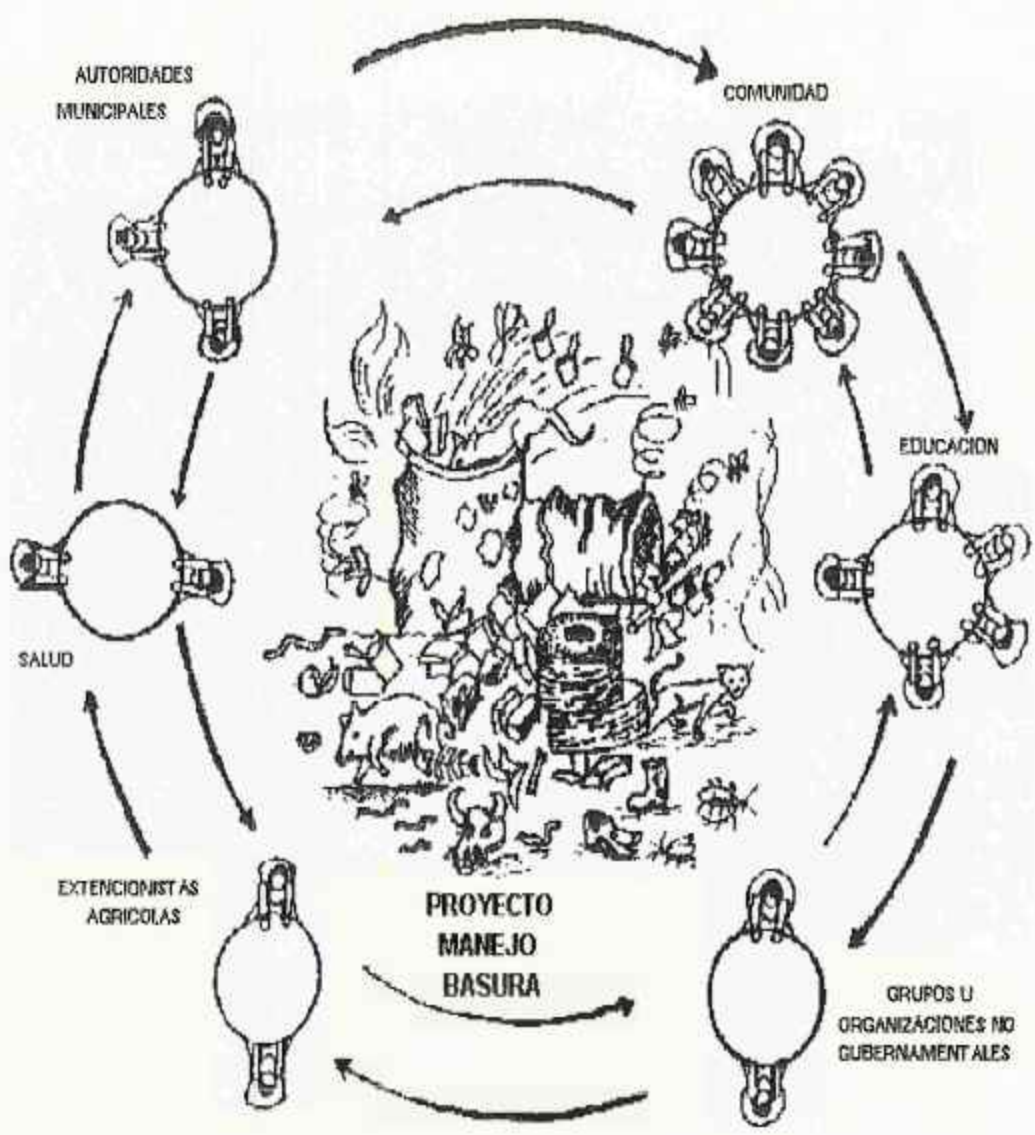 AUTORIDADES
MUNICIPALES
COMUNIDAD
EDUCACION
SALUD
EXTENCIONISTAS
AGRICOLAS
PROYECTO
MANEJO
BASURA
GRUPOS U
ORGANIZACIONES NO
GUBERNAMENTALES